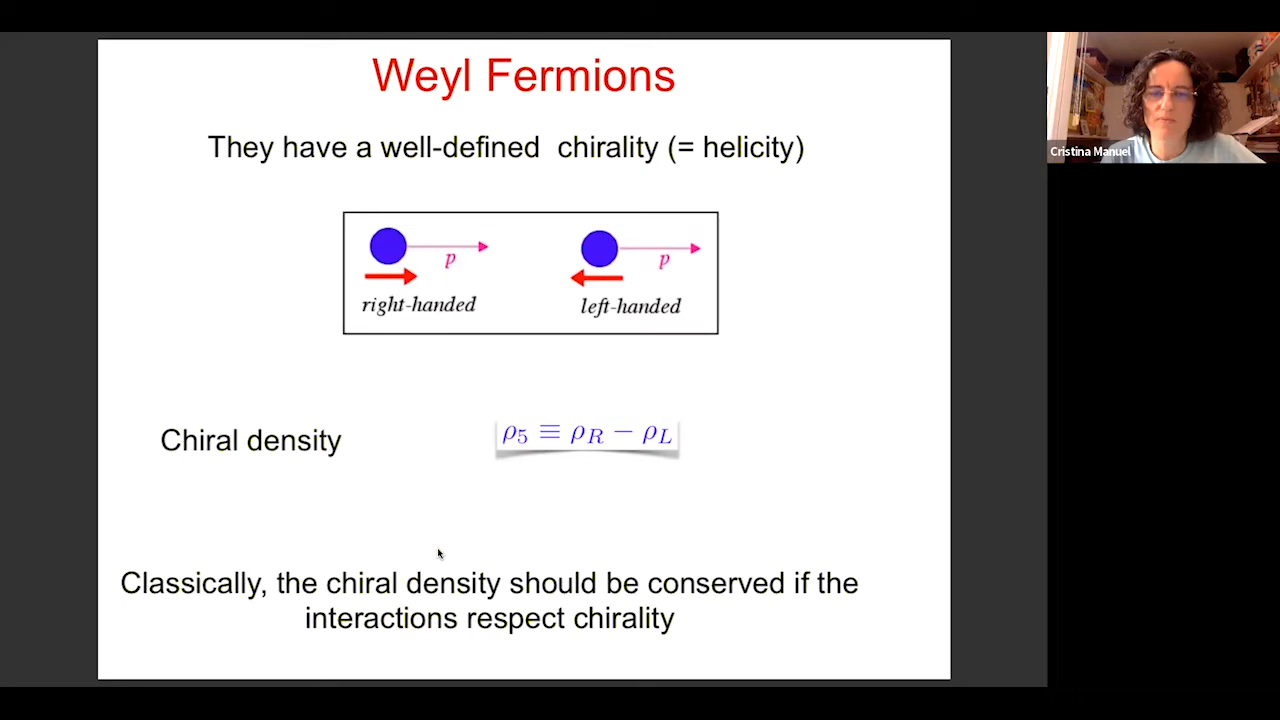 Weyl Fermions
They have a well-defined chirality (= helicity)
p
p
right-handed
left-handed
Chiral density
ρ5 ≡ ρR − ρL
Classically, the chiral density should be conserved if the
interactions respect chirality
Cristina Manuel